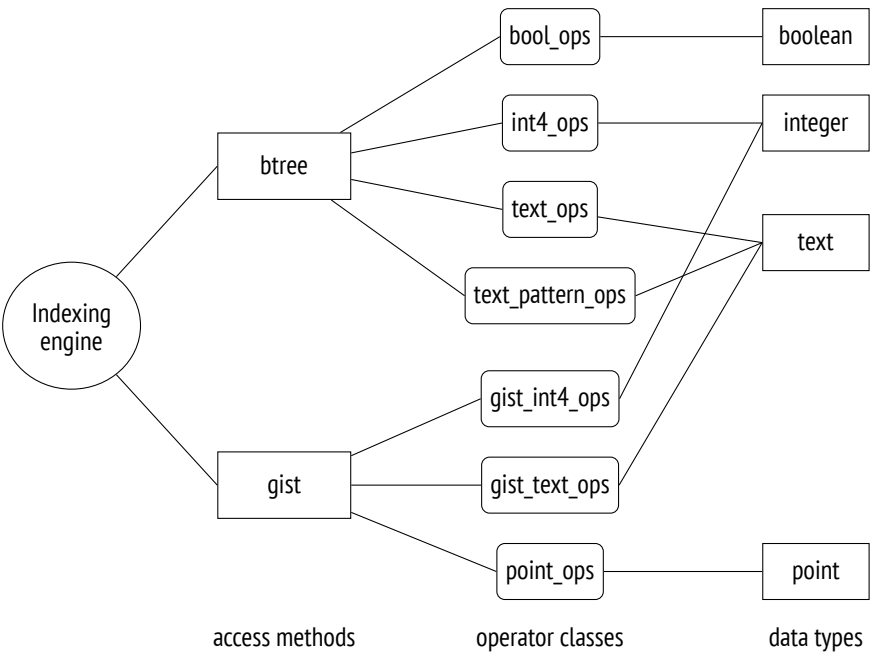 bool_ops
boolean
int4_ops
integer
btree
text_ops
text
text_pattern_ops
Indexing
engine
gist_int4_ops
gist
gist_text_ops
point_ops
point
access methods
operator classes
data types